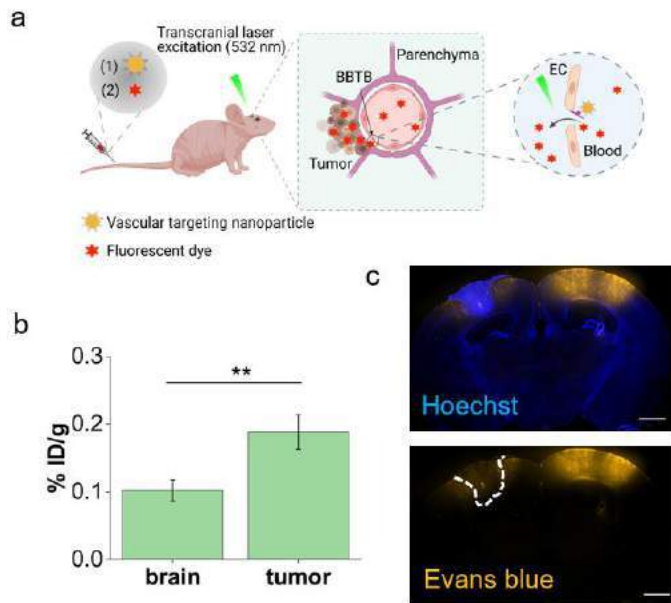 a
Transcranial laser
excitation (532 nm)
(1)
(2)
BBTB
Parenchyma
Tumor
EC
Blood
Vascular targeting nanoparticle
Fluorescent dye
b
% ID/g
0.3
0.2
0.1
0.0
**
brain
tumor
c
Hoechst
Evans blue